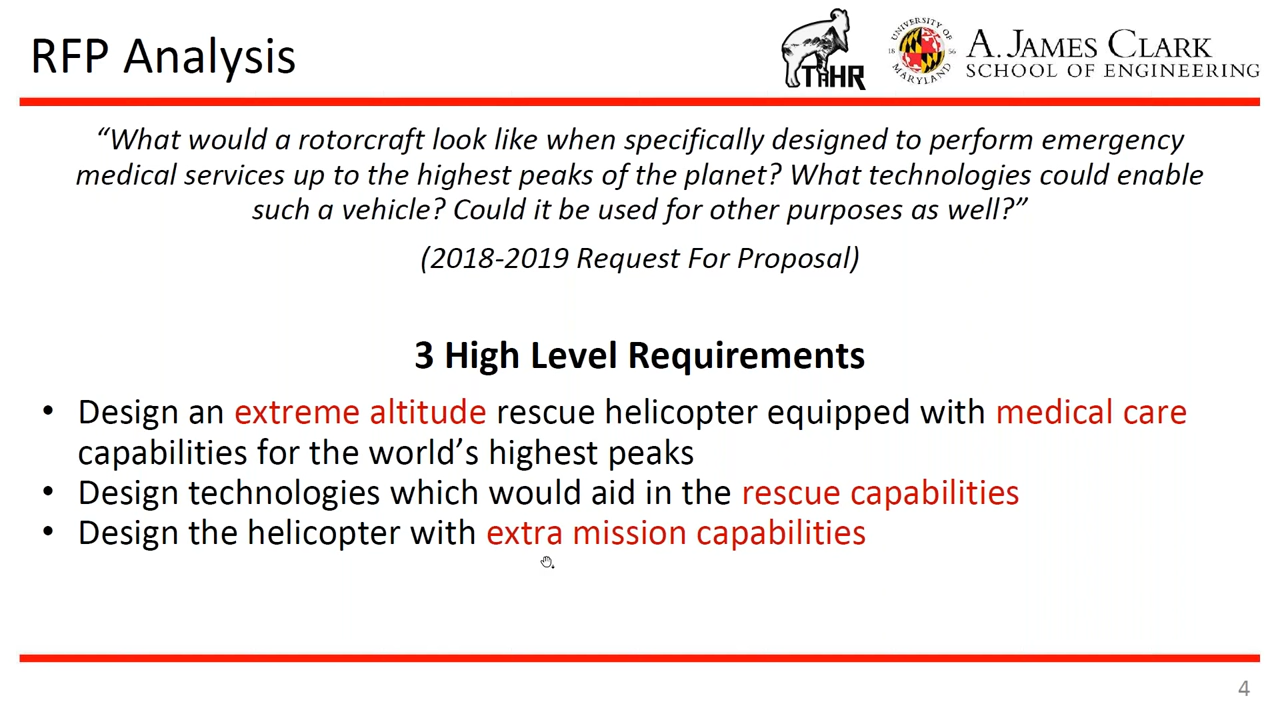 RFP Analysis
TAHR
UNIVERSITY OF
18 56
MARYLAND
A. JAMES CLARK
SCHOOL OF ENGINEERING
“What would a rotorcraft look like when specifically designed to perform emergency
medical services up to the highest peaks of the planet? What technologies could enable
such a vehicle? Could it be used for other purposes as well?”
(2018-2019 Request For Proposal)
3 High Level Requirements
• Design an extreme altitude rescue helicopter equipped with medical care
capabilities for the world’s highest peaks
• Design technologies which would aid in the rescue capabilities
• Design the helicopter with extra mission capabilities
4